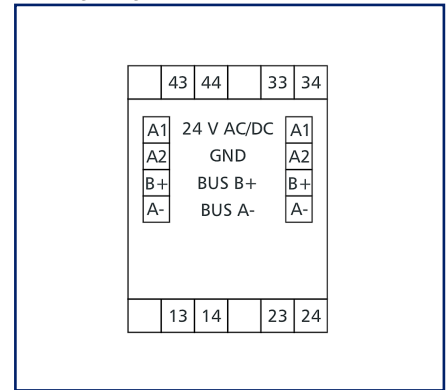 43 44 33 34
A1 24 V AC/DC A1
A2 GND A2
B+ BUS B+ B+
A- BUS A- A-
13 14 23 24